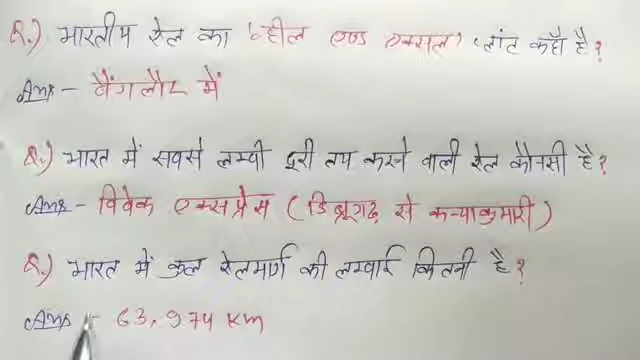 Q.) भारतीय रेल का 'व्हील एण्ड एक्सल' प्लांट कहाँ है?
Ans - बैंगलौर में
Q.) भारत में सबसे लम्बी दूरी तय करने वाली रेल कौनसी है?
Ans - विवेक एक्सप्रेस (डिब्रूगढ़ से कन्याकुमारी)
Q.) भारत में कुल रेलमार्ग की लम्बाई कितनी है?
Ans - 63,974 Km